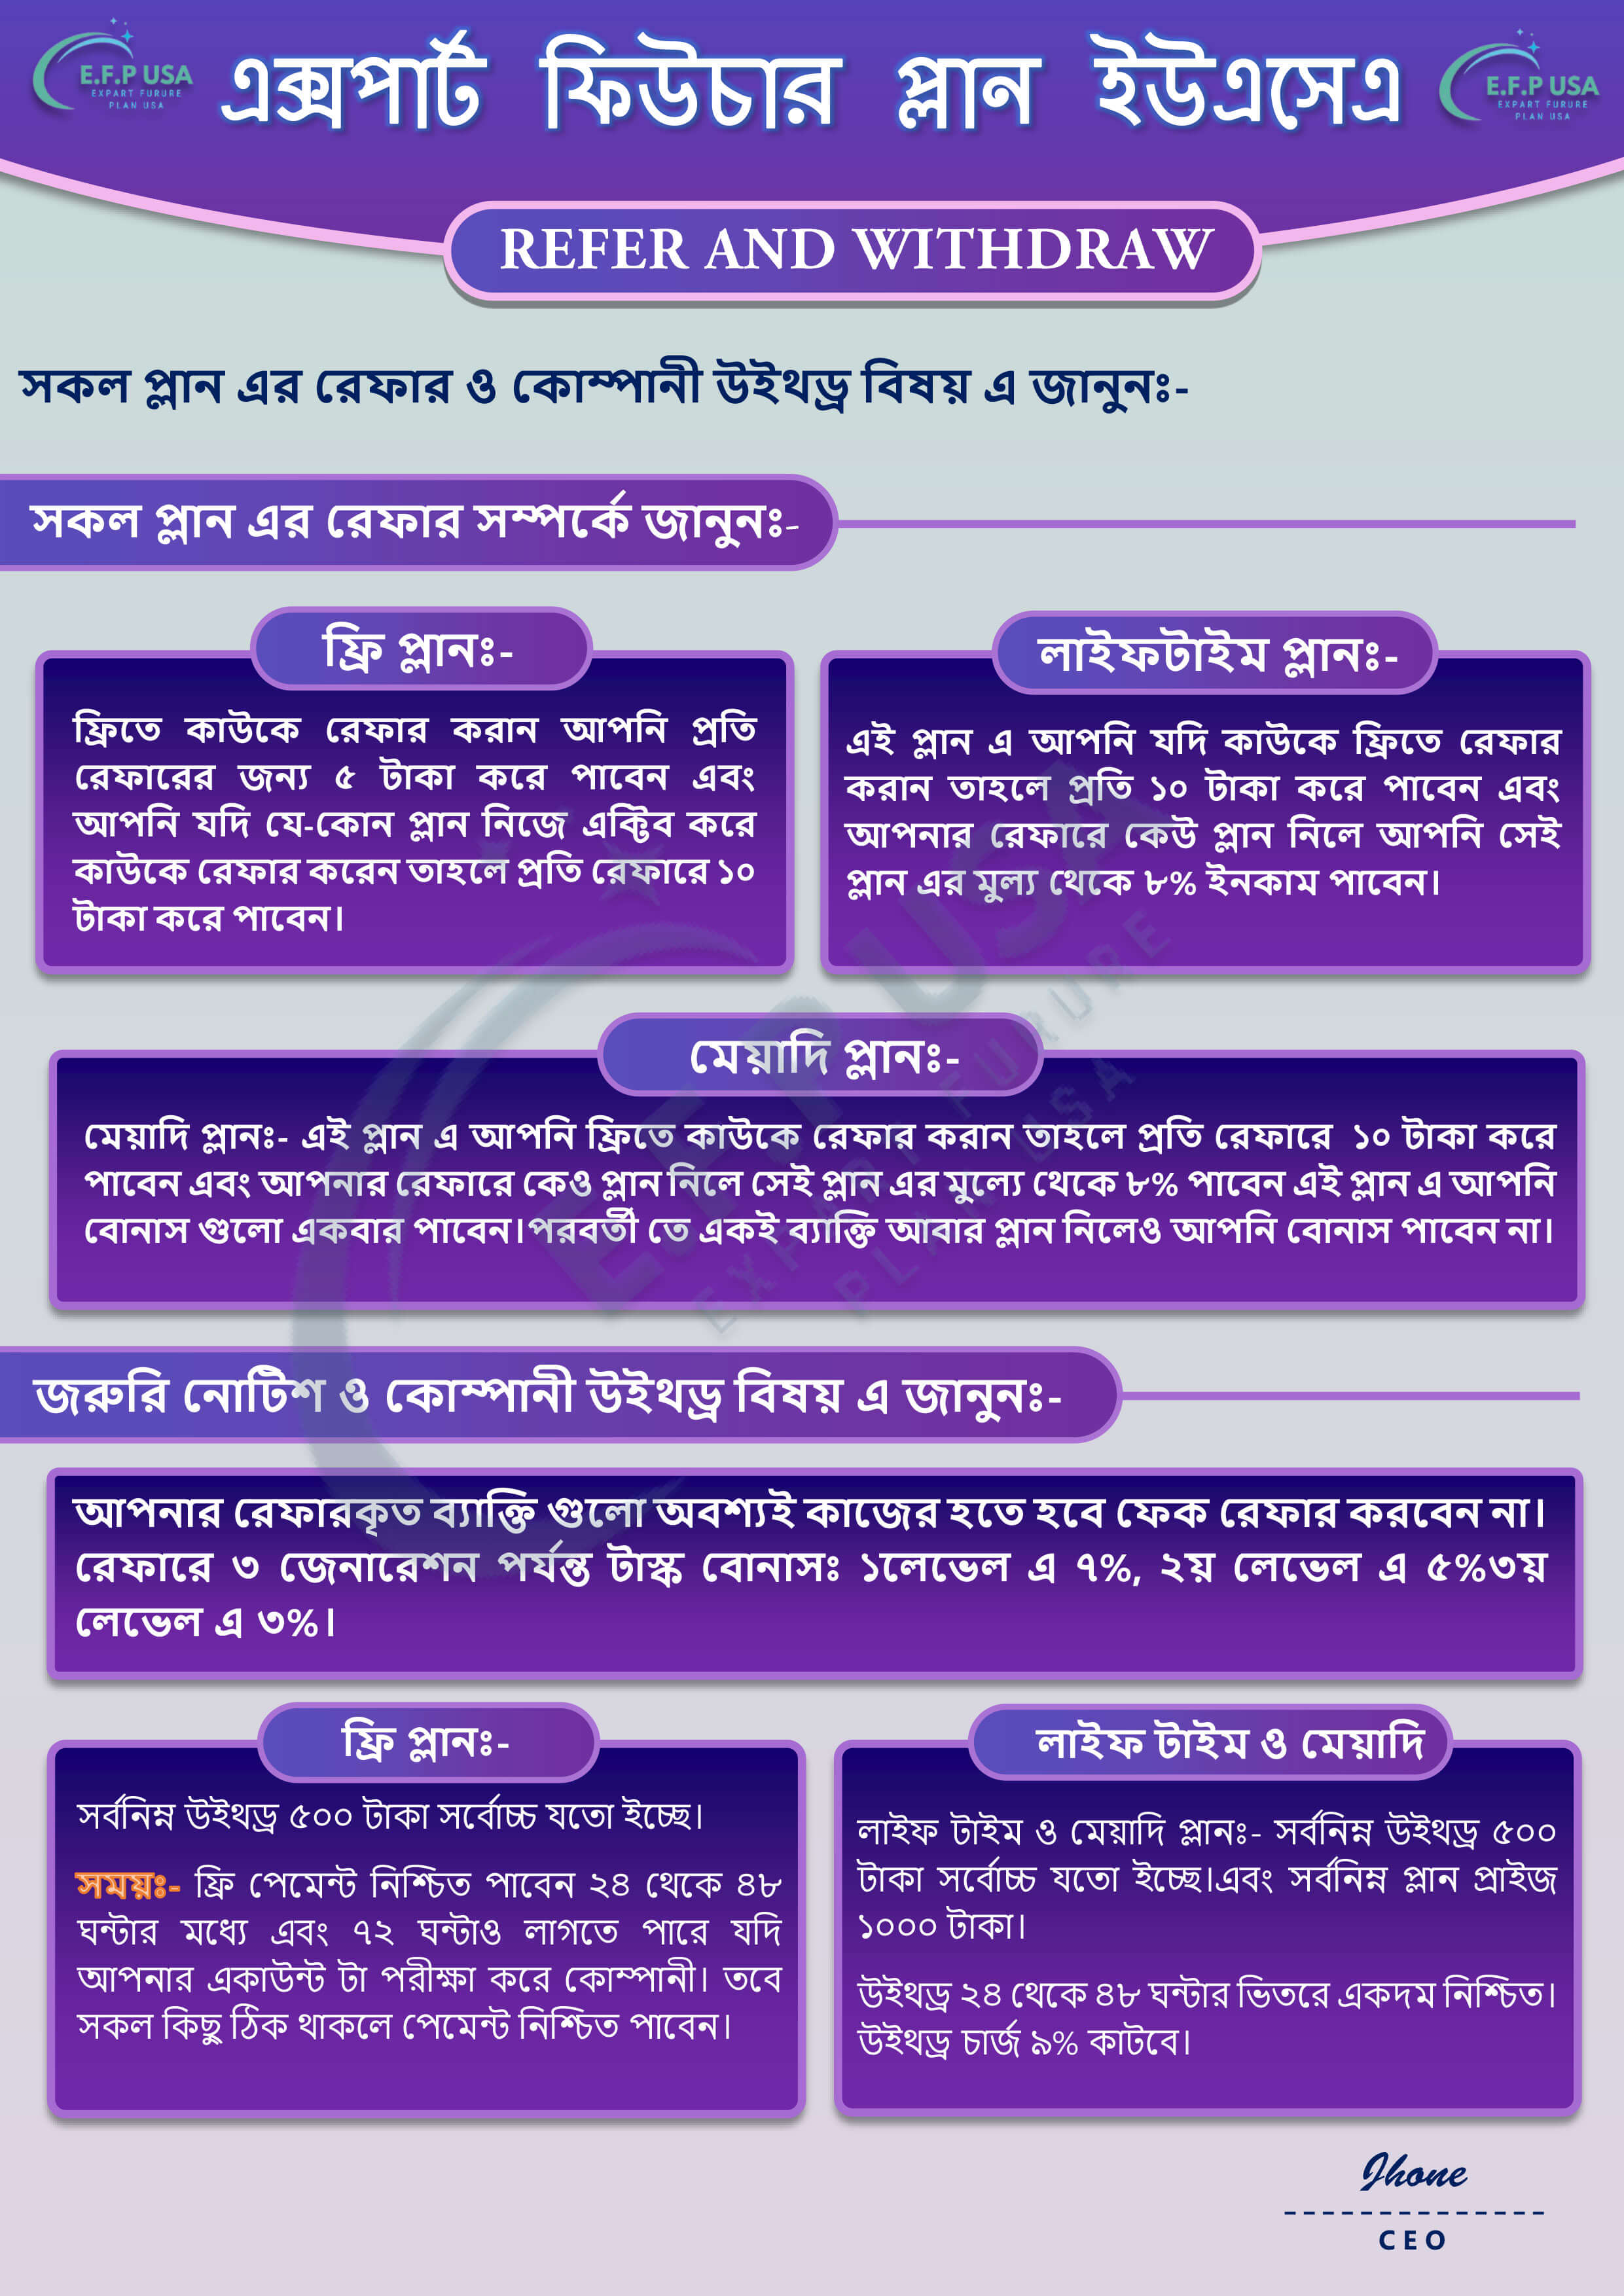 E.F.P USA
EXPART FURURE
PLAN USA
এক্সপার্ট ফিউচার প্লান ইউএসেএ
E.F.P USA
EXPART FURURE
PLAN USA
REFER AND WITHDRAW
সকল প্লান এর রেফার ও কোম্পানী উইথড্র বিষয় এ জানুনঃ-
সকল প্লান এর রেফার সম্পর্কে জানুনঃ-
ফ্রি প্লানঃ-
ফ্রিতে কাউকে রেফার করান আপনি প্রতি
রেফারের জন্য ৫ টাকা করে পাবেন এবং
আপনি যদি যে-কোন প্লান নিজে এক্টিব করে
কাউকে রেফার করেন তাহলে প্রতি রেফারে ১০
টাকা করে পাবেন।
লাইফটাইম প্লানঃ-
এই প্লান এ আপনি যদি কাউকে ফ্রিতে রেফার
করান তাহলে প্রতি ১০ টাকা করে পাবেন এবং
আপনার রেফারে কেউ প্লান নিলে আপনি সেই
প্লান এর মুল্য থেকে ৮% ইনকাম পাবেন।
মেয়াদি প্লানঃ-
মেয়াদি প্লানঃ- এই প্লান এ আপনি ফ্রিতে কাউকে রেফার করান তাহলে প্রতি রেফারে ১০ টাকা করে
পাবেন এবং আপনার রেফারে কেও প্লান নিলে সেই প্লান এর মুল্যে থেকে ৮% পাবেন এই প্লান এ আপনি
বোনাস গুলো একবার পাবেন।পরবর্তী তে একই ব্যাক্তি আবার প্লান নিলেও আপনি বোনাস পাবেন না।
E.F.P USA
EXPART FURURE
PLAN USA
জরুরি নোটিশ ও কোম্পানী উইথড্র বিষয় এ জানুনঃ-
আপনার রেফারকৃত ব্যাক্তি গুলো অবশ্যই কাজের হতে হবে ফেক রেফার করবেন না।
রেফারে ৩ জেনারেশন পর্যন্ত টাস্ক বোনাসঃ ১লেভেল এ ৭%, ২য় লেভেল এ ৫%৩য়
লেভেল এ ৩%।
ফ্রি প্লানঃ-
সর্বনিম্ন উইথড্র ৫০০ টাকা সর্বোচ্চ যতো ইচ্ছে।
সময়ঃ- ফ্রি পেমেন্ট নিশ্চিত পাবেন ২৪ থেকে ৪৮
ঘন্টার মধ্যে এবং ৭২ ঘন্টাও লাগতে পারে যদি
আপনার একাউন্ট টা পরীক্ষা করে কোম্পানী। তবে
সকল কিছু ঠিক থাকলে পেমেন্ট নিশ্চিত পাবেন।
লাইফ টাইম ও মেয়াদি
লাইফ টাইম ও মেয়াদি প্লানঃ- সর্বনিম্ন উইথড্র ৫০০
টাকা সর্বোচ্চ যতো ইচ্ছে।এবং সর্বনিম্ন প্লান প্রাইজ
১০০০ টাকা।
উইথড্র ২৪ থেকে ৪৮ ঘন্টার ভিতরে একদম নিশ্চিত।
উইথড্র চার্জ ৯% কাটবে।
Jhone
CEO